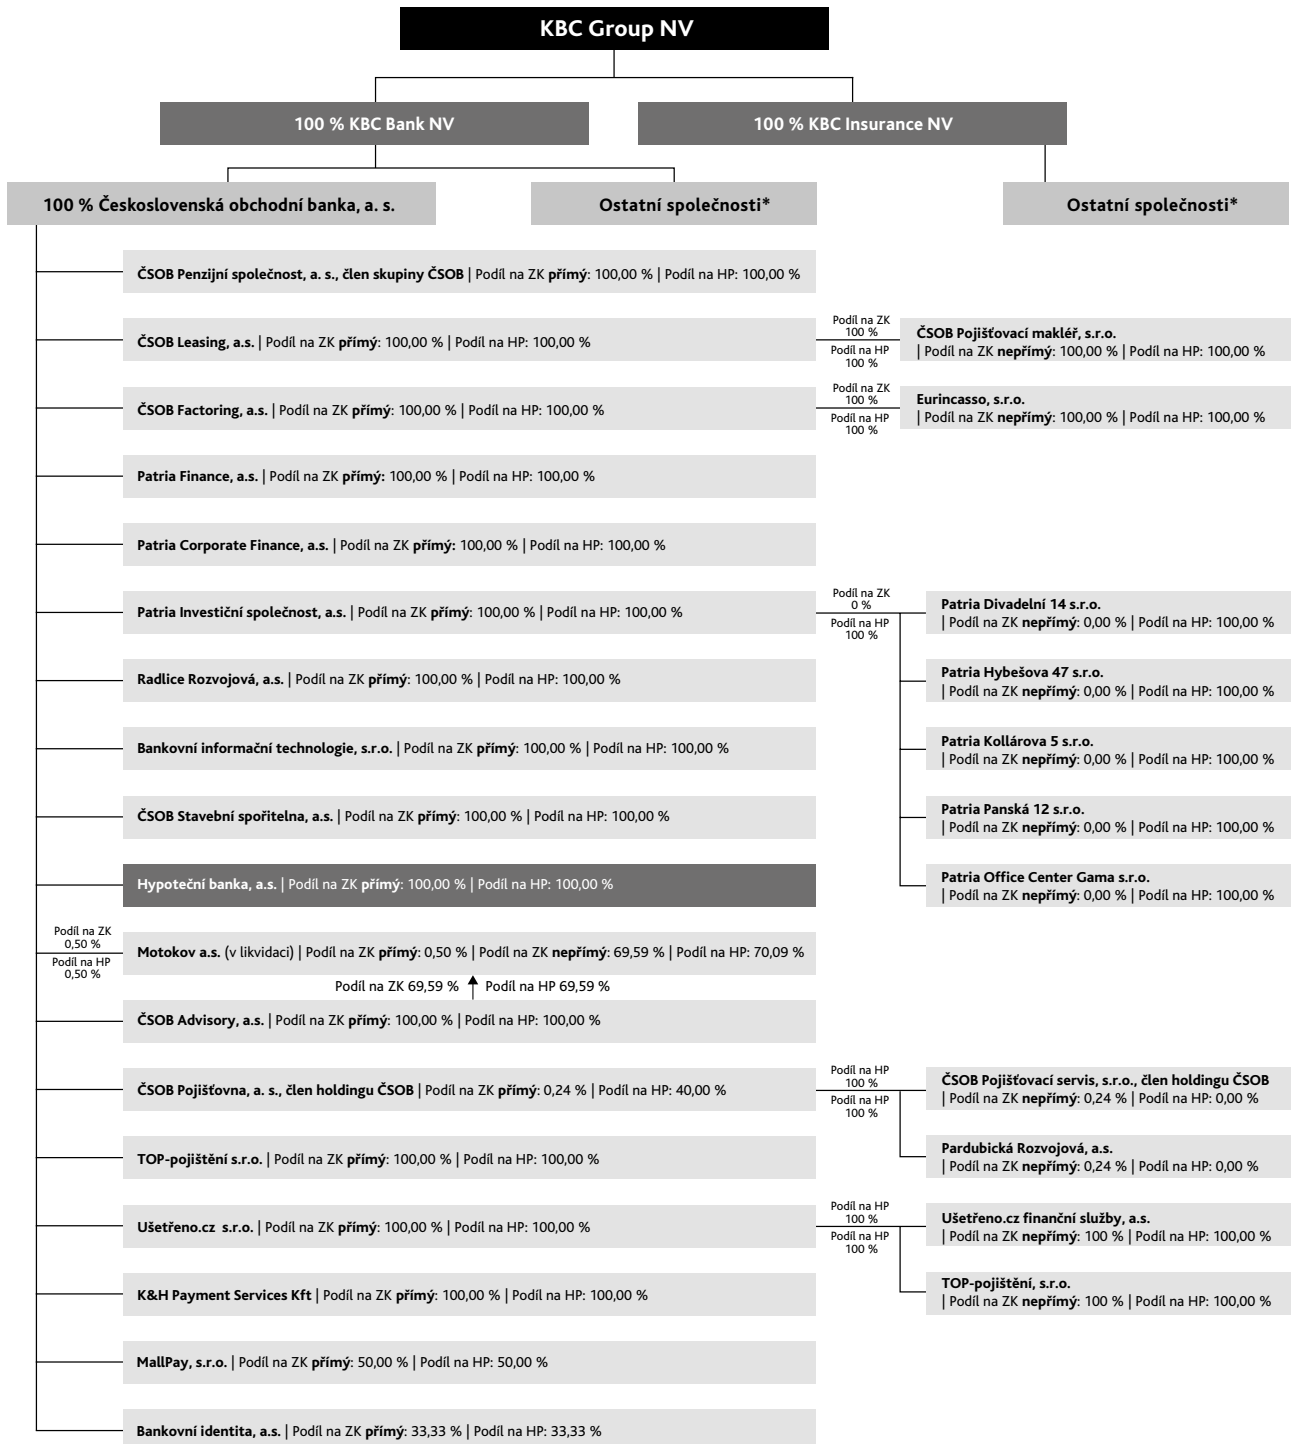 KBC Group NV
100 % KBC Bank NV
100 % KBC Insurance NV
100 % Československá obchodní banka, a. s.
Ostatní společnosti*
Ostatní společnosti*
ČSOB Penzijní společnost, a. s., člen skupiny ČSOB | Podíl na ZK přímý: 100,00 % | Podíl na HP: 100,00 %
ČSOB Leasing, a.s. | Podíl na ZK přímý: 100,00 % | Podíl na HP: 100,00 %
Podíl na ZK
100 %
Podíl na HP
100 %
ČSOB Pojišťovací makléř, s.r.o.
| Podíl na ZK nepřímý: 100,00 % | Podíl na HP: 100,00 %
ČSOB Factoring, a.s. | Podíl na ZK přímý: 100,00 % | Podíl na HP: 100,00 %
Podíl na ZK
100 %
Podíl na HP
100 %
Eurincasso, s.r.o.
| Podíl na ZK nepřímý: 100,00 % | Podíl na HP: 100,00 %
Patria Finance, a.s. | Podíl na ZK přímý: 100,00 % | Podíl na HP: 100,00 %
Patria Corporate Finance, a.s. | Podíl na ZK přímý: 100,00 % | Podíl na HP: 100,00 %
Patria Investiční společnost, a.s. | Podíl na ZK přímý: 100,00 % | Podíl na HP: 100,00 %
Podíl na ZK
0 %
Podíl na HP
100 %
Patria Divadelní 14 s.r.o.
| Podíl na ZK nepřímý: 0,00 % | Podíl na HP: 100,00 %
Radlice Rozvojová, a.s. | Podíl na ZK přímý: 100,00 % | Podíl na HP: 100,00 %
Patria Hybešova 47 s.r.o.
| Podíl na ZK nepřímý: 0,00 % | Podíl na HP: 100,00 %
Bankovní informační technologie, s.r.o. | Podíl na ZK přímý: 100,00 % | Podíl na HP: 100,00 %
Patria Kollárova 5 s.r.o.
| Podíl na ZK nepřímý: 0,00 % | Podíl na HP: 100,00 %
ČSOB Stavební spořitelna, a.s. | Podíl na ZK přímý: 100,00 % | Podíl na HP: 100,00 %
Patria Panská 12 s.r.o.
| Podíl na ZK nepřímý: 0,00 % | Podíl na HP: 100,00 %
Hypoteční banka, a.s. | Podíl na ZK přímý: 100,00 % | Podíl na HP: 100,00 %
Patria Office Center Gama s.r.o.
| Podíl na ZK nepřímý: 0,00 % | Podíl na HP: 100,00 %
Podíl na ZK
0,50 %
Podíl na HP
0,50 %
Motokov a.s. (v likvidaci) | Podíl na ZK přímý: 0,50 % | Podíl na ZK nepřímý: 69,59 % | Podíl na HP: 70,09 %
Podíl na ZK 69,59 % Podíl na HP 69,59 %
ČSOB Advisory, a.s. | Podíl na ZK přímý: 100,00 % | Podíl na HP: 100,00 %
ČSOB Pojišťovna, a. s., člen holdingu ČSOB | Podíl na ZK přímý: 0,24 % | Podíl na HP: 40,00 %
Podíl na HP
100 %
Podíl na HP
100 %
ČSOB Pojišťovací servis, s.r.o., člen holdingu ČSOB
| Podíl na ZK nepřímý: 0,24 % | Podíl na HP: 0,00 %
TOP-pojištění s.r.o. | Podíl na ZK přímý: 100,00 % | Podíl na HP: 100,00 %
Pardubická Rozvojová, a.s.
| Podíl na ZK nepřímý: 0,24 % | Podíl na HP: 0,00 %
Ušetřeno.cz s.r.o. | Podíl na ZK přímý: 100,00 % | Podíl na HP: 100,00 %
Podíl na HP
100 %
Podíl na HP
100 %
Ušetřeno.cz finanční služby, a.s.
| Podíl na ZK nepřímý: 100 % | Podíl na HP: 100,00 %
K&H Payment Services Kft | Podíl na ZK přímý: 100,00 % | Podíl na HP: 100,00 %
TOP-pojištění, s.r.o.
| Podíl na ZK nepřímý: 100 % | Podíl na HP: 100,00 %
MallPay, s.r.o. | Podíl na ZK přímý: 50,00 % | Podíl na HP: 50,00 %
Bankovní identita, a.s. | Podíl na ZK přímý: 33,33 % | Podíl na HP: 33,33 %